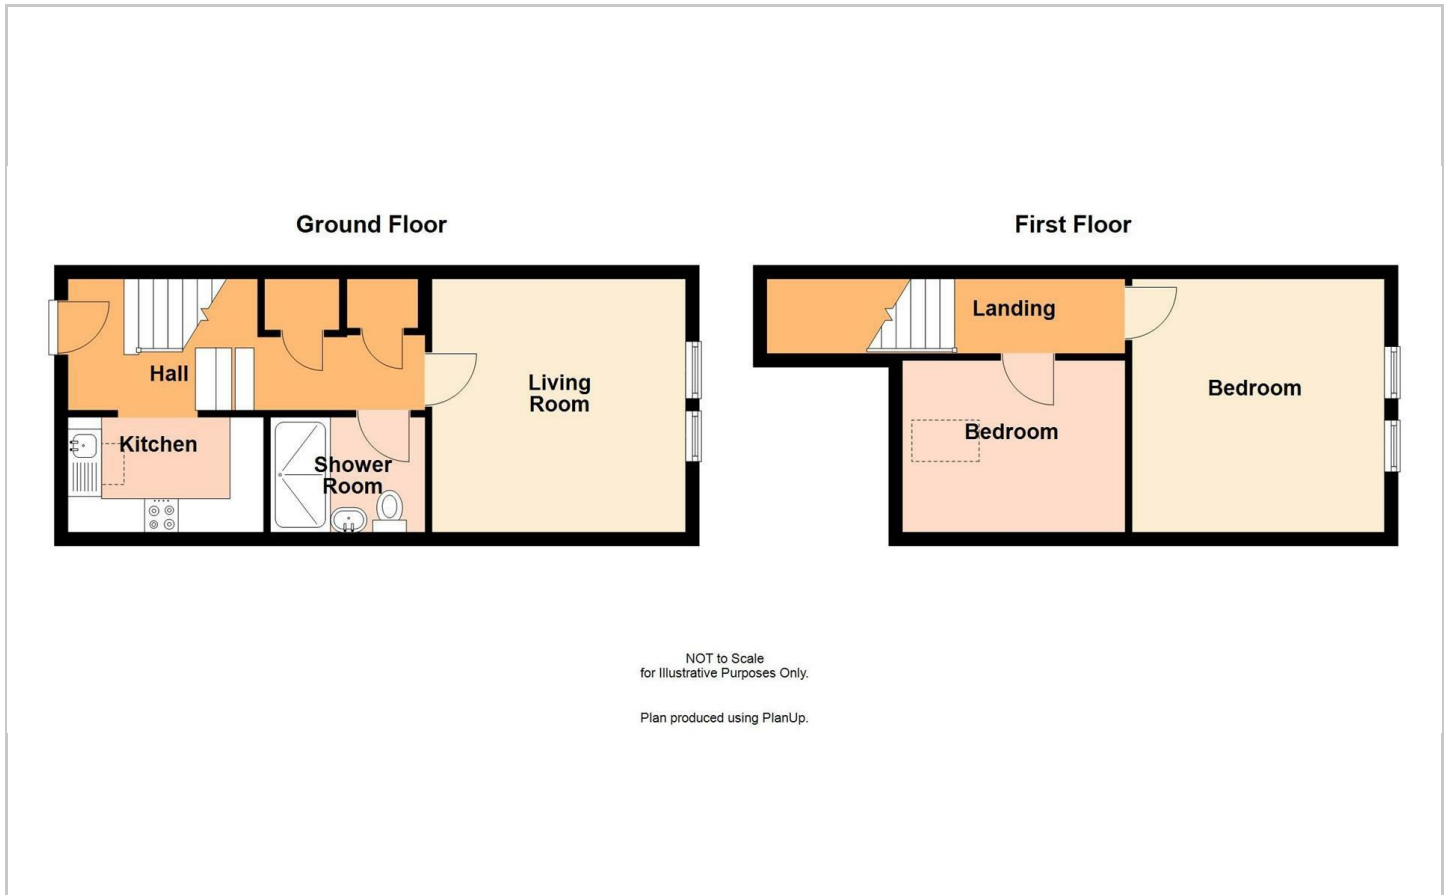 Ground Floor
First Floor
Hall
Kitchen
Shower
Room
Living
Room
Landing
Bedroom
Bedroom
NOT to Scale
for Illustrative Purposes Only.
Plan produced using PlanUp.